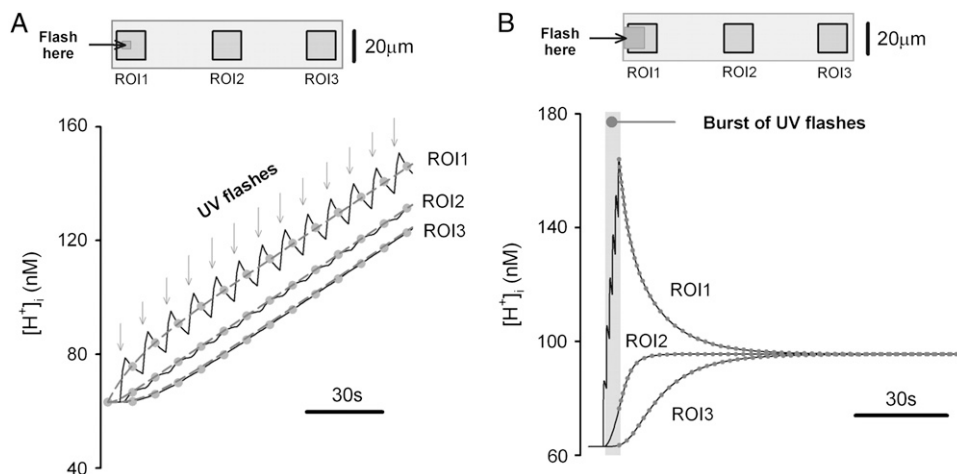 A
Flash
here
20μm
ROI1 ROI2 ROI3
160
120
80
40
[H+]i (nM)
UV flashes
ROI1
ROI2
ROI3
30s
B
Flash
here
20μm
ROI1 ROI2 ROI3
180
140
100
60
[H+]i (nM)
Burst of UV flashes
ROI1
ROI2
ROI3
30s